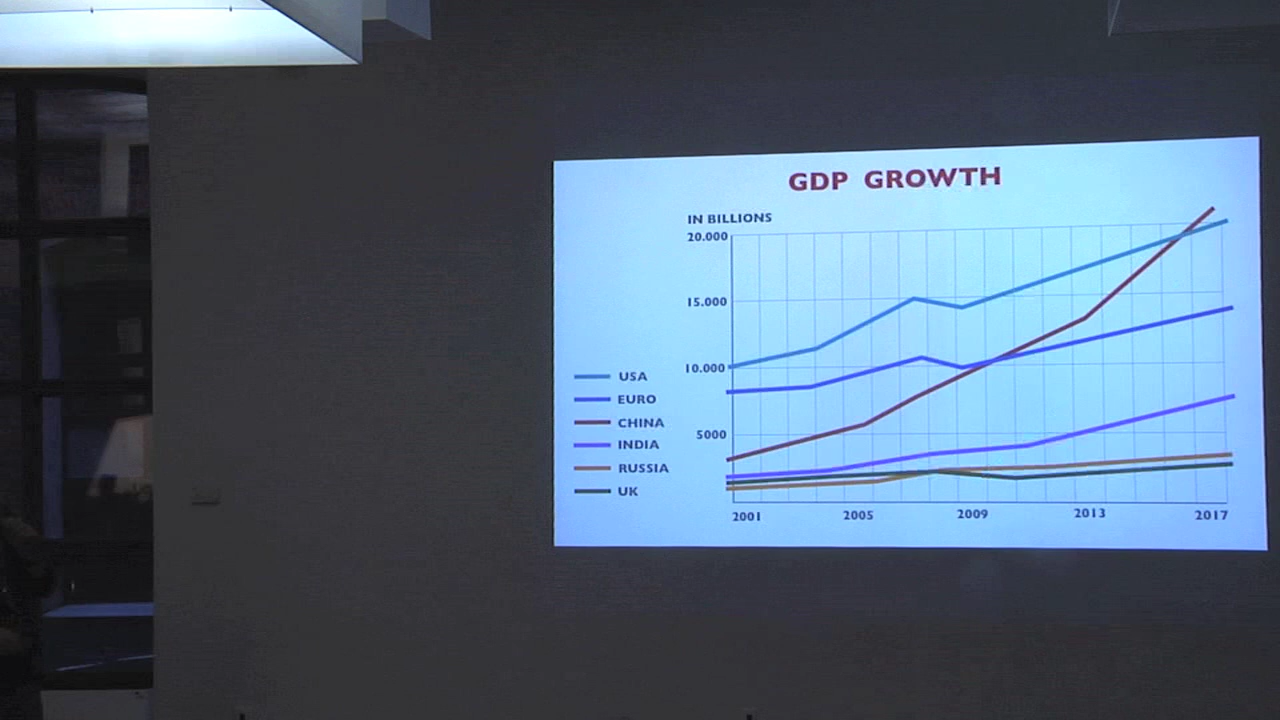 GDP GROWTH
IN BILLIONS
20.000
15.000
10.000
5000
USA
EURO
CHINA
INDIA
RUSSIA
UK
2001 2005 2009 2013 2017